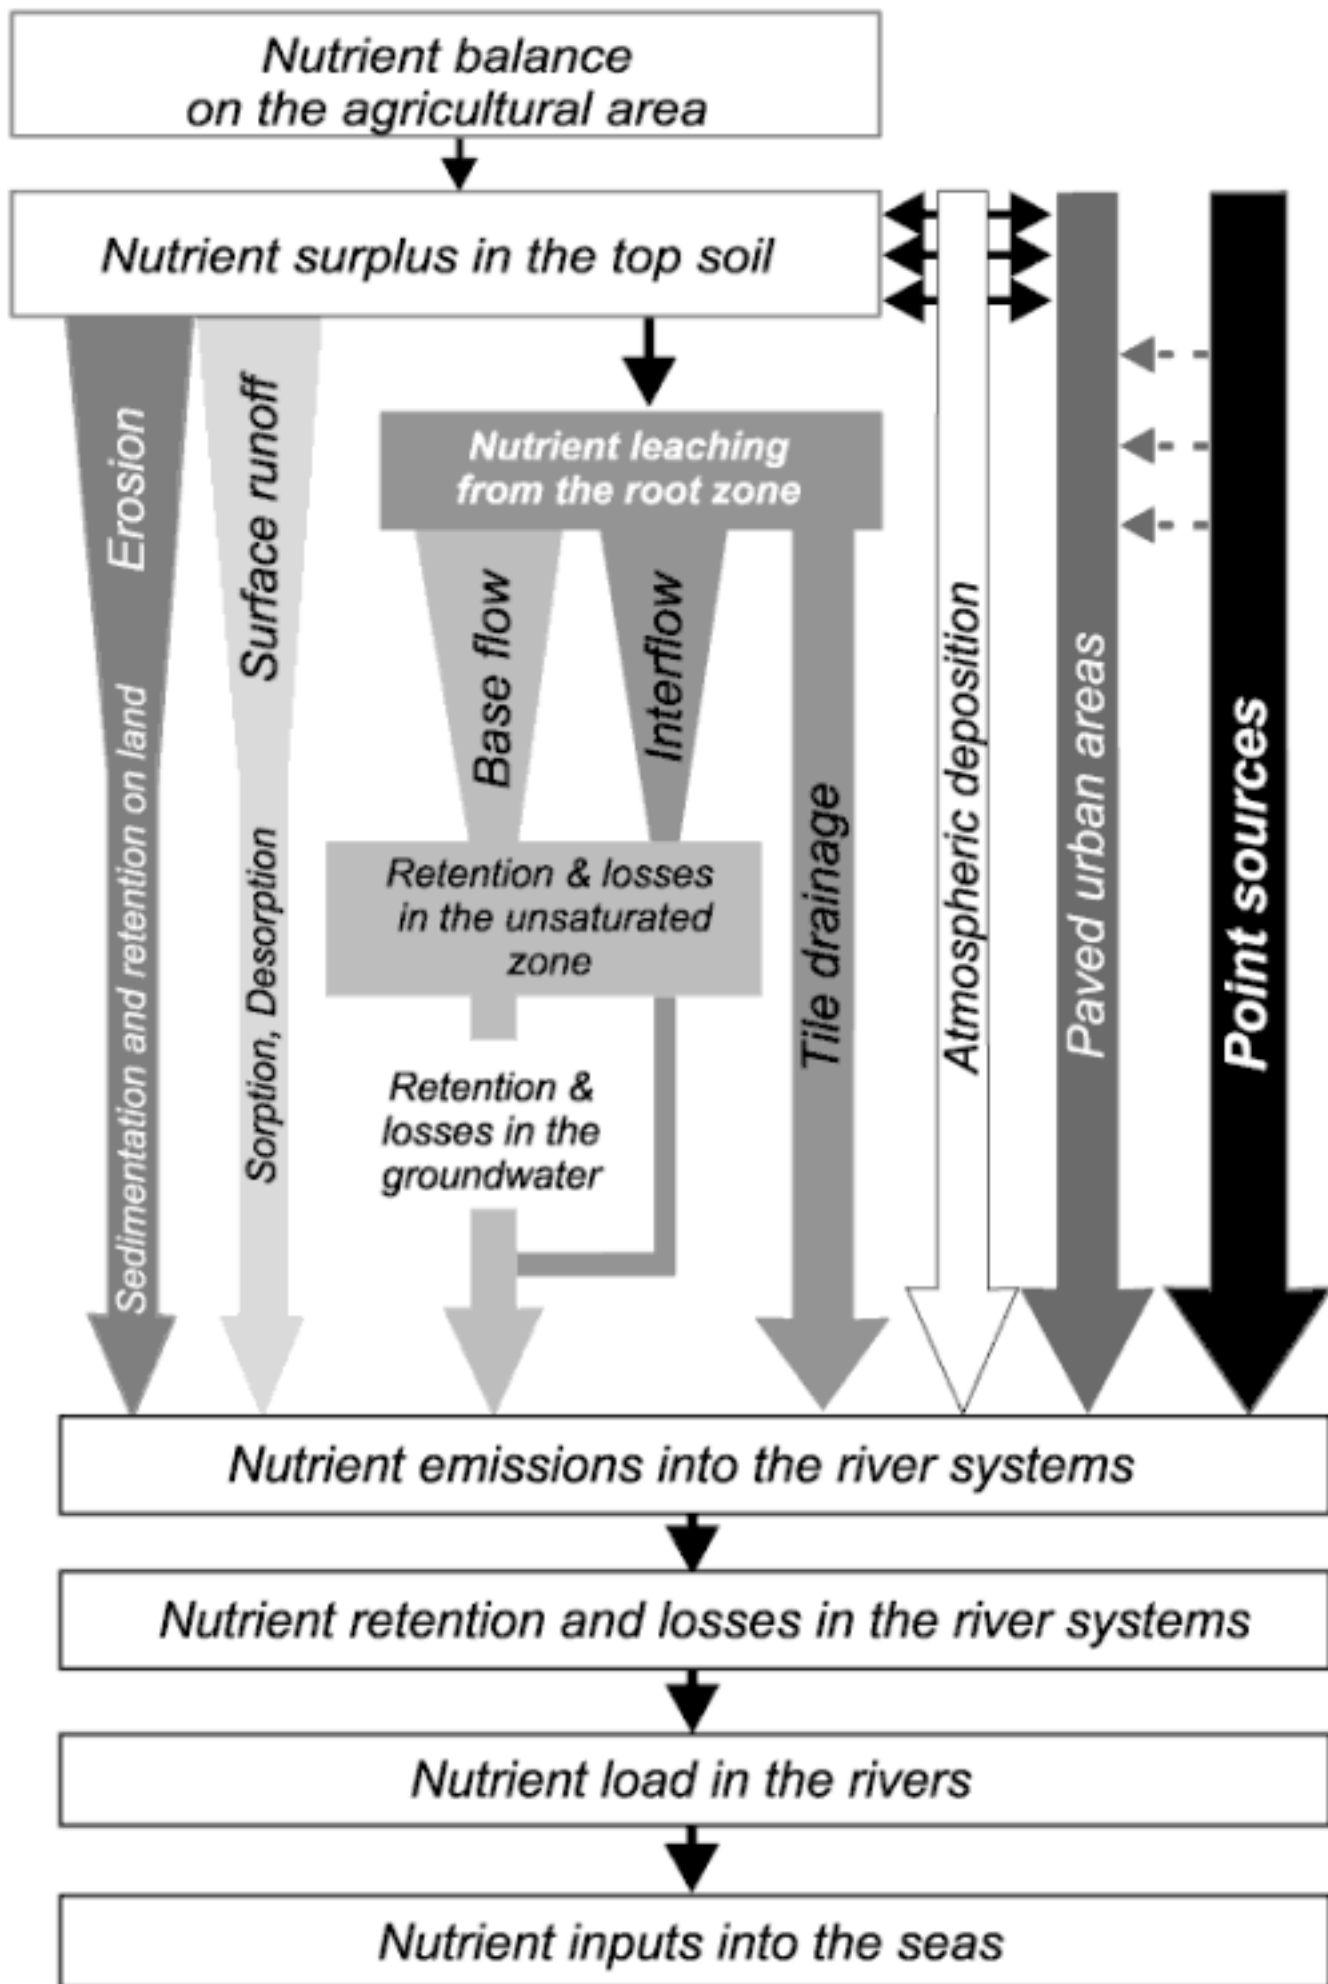 Nutrient balance
on the agricultural area
Nutrient surplus in the top soil
Erosion
Sedimentation and retention on land
Surface runoff
Sorption, Desorption
Nutrient leaching
from the root zone
Base flow
Interflow
Retention & losses
in the unsaturated
zone
Retention &
losses in the
groundwater
Tile drainage
Atmospheric deposition
Paved urban areas
Point sources
Nutrient emissions into the river systems
Nutrient retention and losses in the river systems
Nutrient load in the rivers
Nutrient inputs into the seas